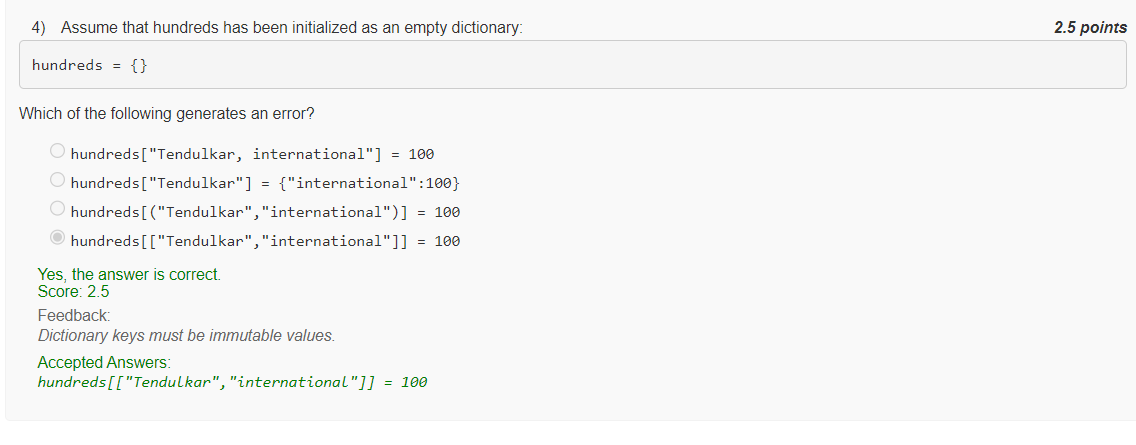 4) Assume that hundreds has been initialized as an empty dictionary: 2.5 points
hundreds = {}
Which of the following generates an error?
hundreds["Tendulkar, international"] = 100
hundreds["Tendulkar"] = {"international":100}
hundreds[("Tendulkar","international")] = 100
hundreds[["Tendulkar","international"]] = 100
Yes, the answer is correct.
Score: 2.5
Feedback:
Dictionary keys must be immutable values.
Accepted Answers:
hundreds[["Tendulkar","international"]] = 100